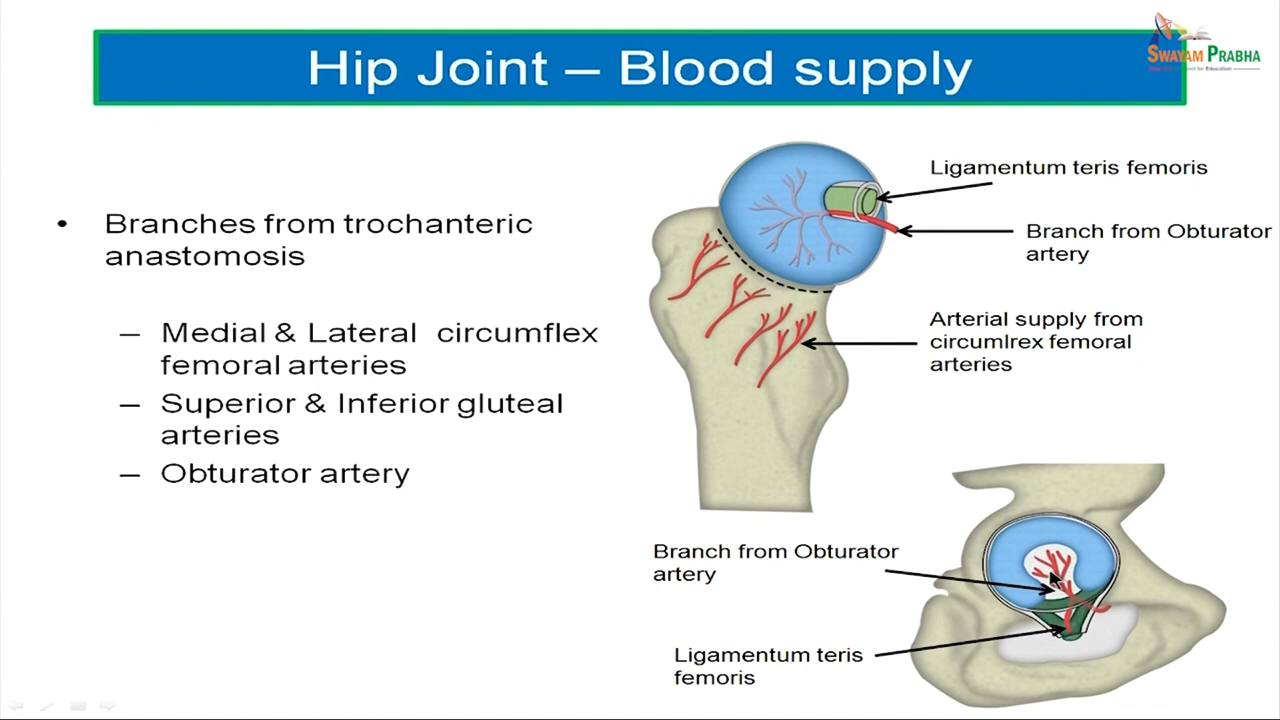 Hip Joint – Blood supply
SWAYAM PRABHA
• Branches from trochanteric
anastomosis
– Medial & Lateral circumflex
femoral arteries
– Superior & Inferior gluteal
arteries
– Obturator artery
Ligamentum teris femoris
Branch from Obturator
artery
Arterial supply from
circumlrex femoral
arteries
Branch from Obturator
artery
Ligamentum teris
femoris